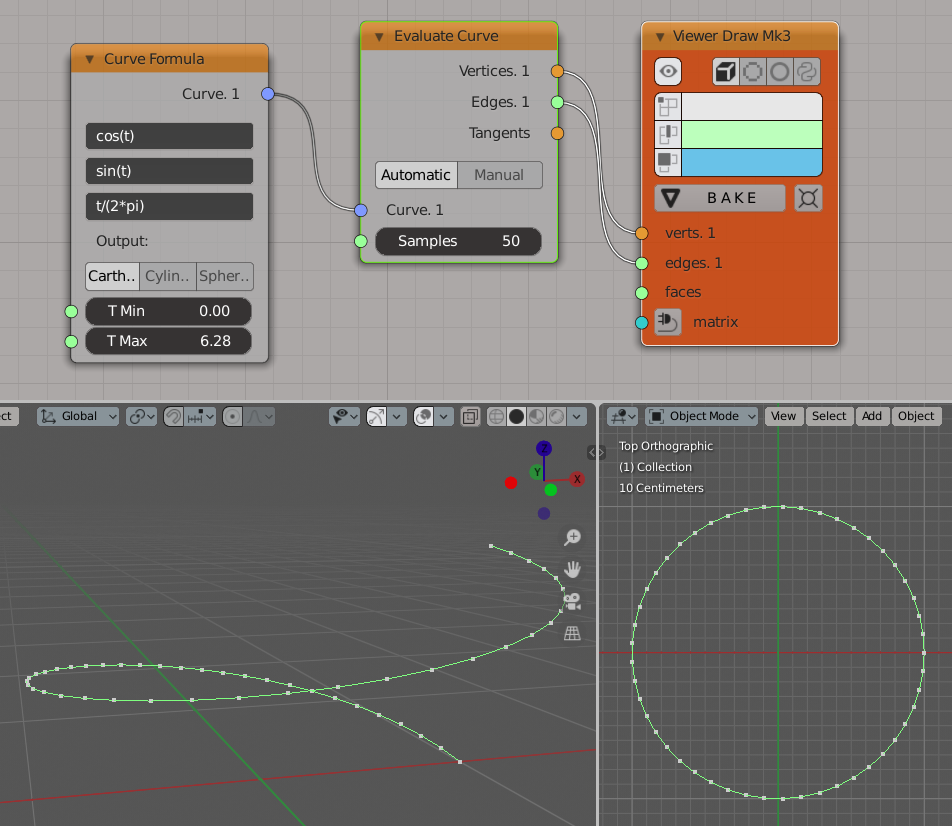 Curve Formula
Curve. 1
cos(t)
sin(t)
t/(2*pi)
Output:
Carth.. Cylin.. Spher..
T Min 0.00
T Max 6.28
Evaluate Curve
Vertices. 1
Edges. 1
Tangents
Automatic Manual
Curve. 1
Samples 50
Viewer Draw Mk3
BAKE
verts. 1
edges. 1
faces
matrix
ect Global
Z
Y
X
Object Mode View Select Add Object
Top Orthographic
(1) Collection
10 Centimeters